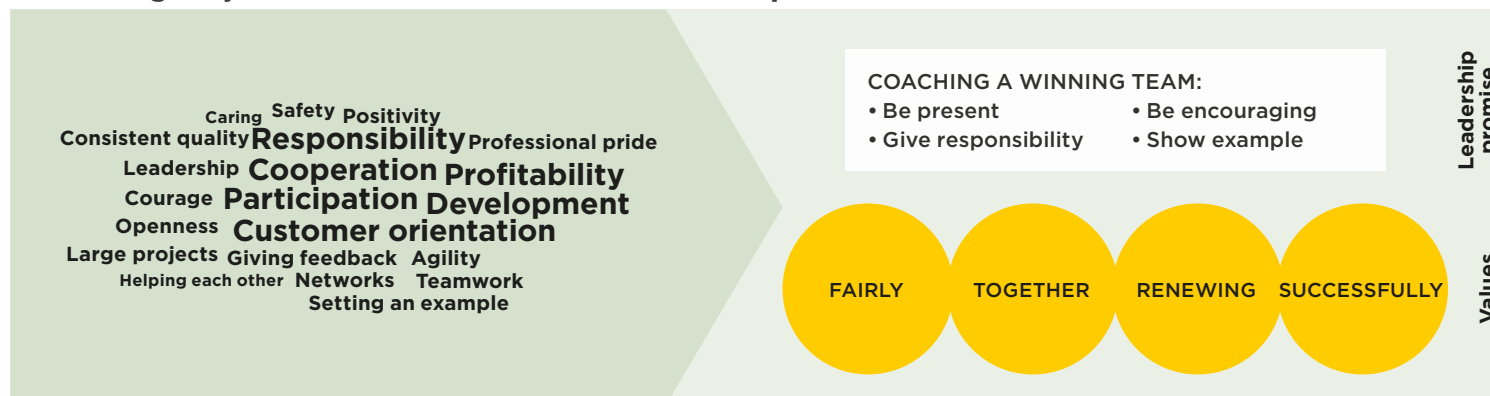 Caring Safety Positivity
Consistent quality Responsibility Professional pride
Leadership Cooperation Profitability
Courage Participation Development
Openness Customer orientation
Large projects Giving feedback Agility
Helping each other Networks Teamwork
Setting an example
COACHING A WINNING TEAM:
• Be present
• Give responsibility
• Be encouraging
• Show example
Leadership
promise
FAIRLY
TOGETHER
RENEWING
SUCCESSFULLY
Values